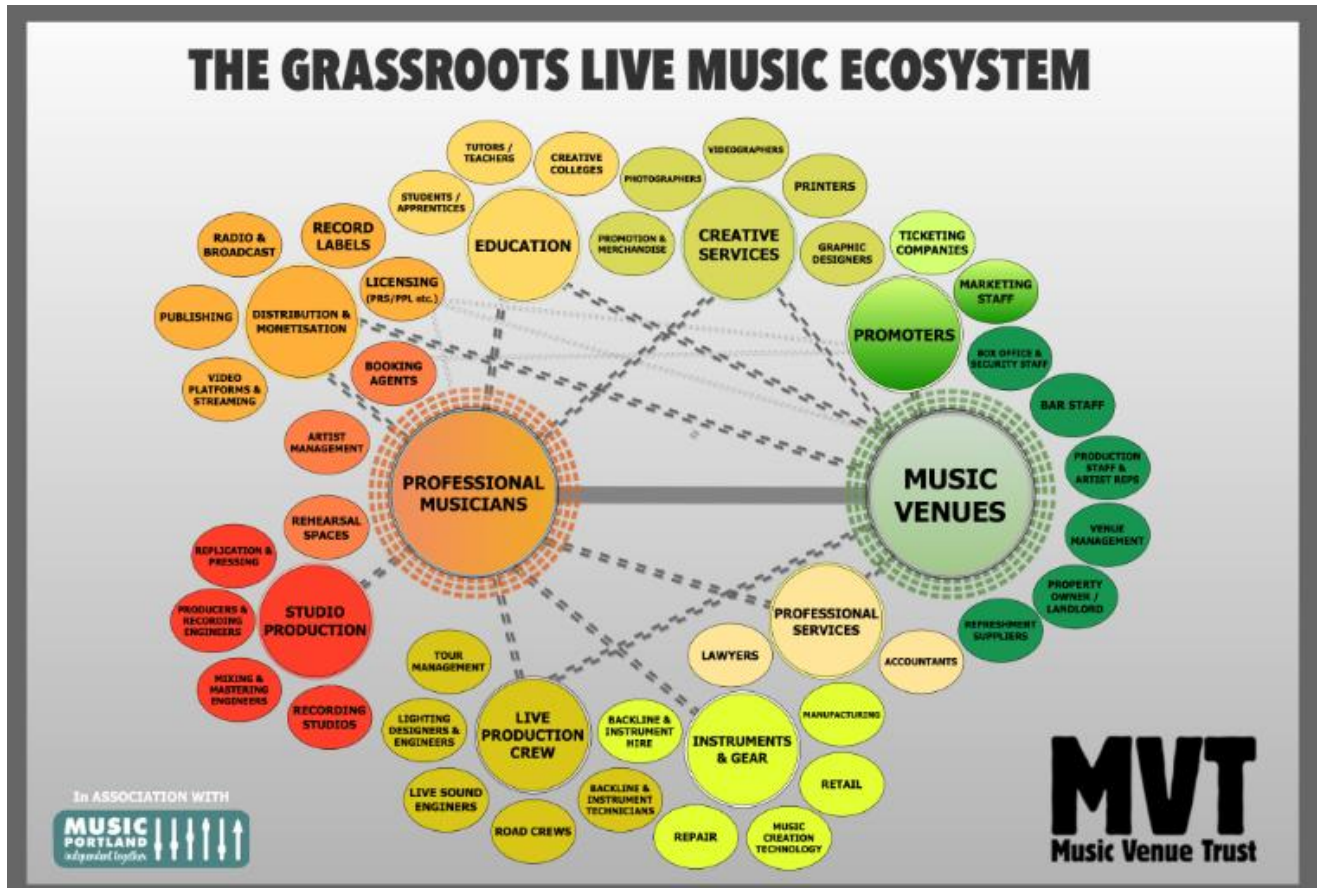 THE GRASSROOTS LIVE MUSIC ECOSYSTEM
TUTORS /
TEACHERS
CREATIVE
COLLEGES
STUDENTS /
APPRENTICES
EDUCATION
VIDEOGRAPHERS
PHOTOGRAPHERS
PRINTERS
PROMOTION &
MERCHANDISE
CREATIVE
SERVICES
GRAPHIC
DESIGNERS
TICKETING
COMPANIES
MARKETING
STAFF
PROMOTERS
BOX OFFICE &
SECURITY STAFF
BAR STAFF
PRODUCTION
STAFF &
ARTIST REPS
VENUE
MANAGEMENT
PROPERTY
OWNER /
LANDLORD
REFRESHMENT
SUPPLIERS
MUSIC
VENUES
RADIO &
BROADCAST
RECORD
LABELS
LICENSING
(PRS/PPL etc.)
PUBLISHING
DISTRIBUTION &
MONETISATION
VIDEO
PLATFORMS &
STREAMING
BOOKING
AGENTS
ARTIST
MANAGEMENT
PROFESSIONAL
MUSICIANS
REHEARSAL
SPACES
REPLICATION &
PRESSING
PRODUCERS &
RECORDING
ENGINEERS
STUDIO
PRODUCTION
MIXING &
MASTERING
ENGINEERS
RECORDING
STUDIOS
TOUR
MANAGEMENT
LIGHTING
DESIGNERS &
ENGINEERS
LIVE
PRODUCTION
CREW
LIVE SOUND
ENGINERS
ROAD CREWS
BACKLINE &
INSTRUMENT
TECHNICIANS
BACKLINE &
INSTRUMENT
HIRE
INSTRUMENTS
& GEAR
MANUFACTURING
RETAIL
REPAIR
MUSIC
CREATION
TECHNOLOGY
PROFESSIONAL
SERVICES
LAWYERS
ACCOUNTANTS
In ASSOCIATION WITH
MUSIC
PORTLAND
independent together
MVT
Music Venue Trust